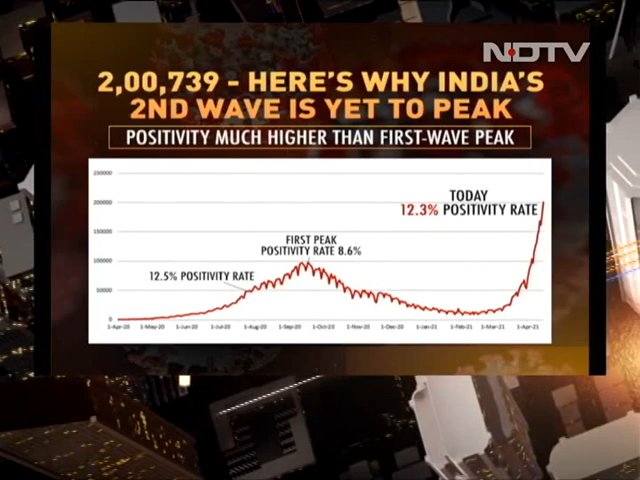 NDTV
2,00,739 - HERE'S WHY INDIA'S
2ND WAVE IS YET TO PEAK
POSITIVITY MUCH HIGHER THAN FIRST-WAVE PEAK
250000
200000
150000
100000
50000
0
TODAY
12.3% POSITIVITY RATE
FIRST PEAK
POSITIVITY RATE 8.6%
12.5% POSITIVITY RATE
1-Apr-20 1-May-20 1-Jun-20 1-Jul-20 1-Aug-20 1-Sep-20 1-Oct-20 1-Nov-20 1-Dec-20 1-Jan-21 1-Feb-21 1-Mar-21 1-Apr-21